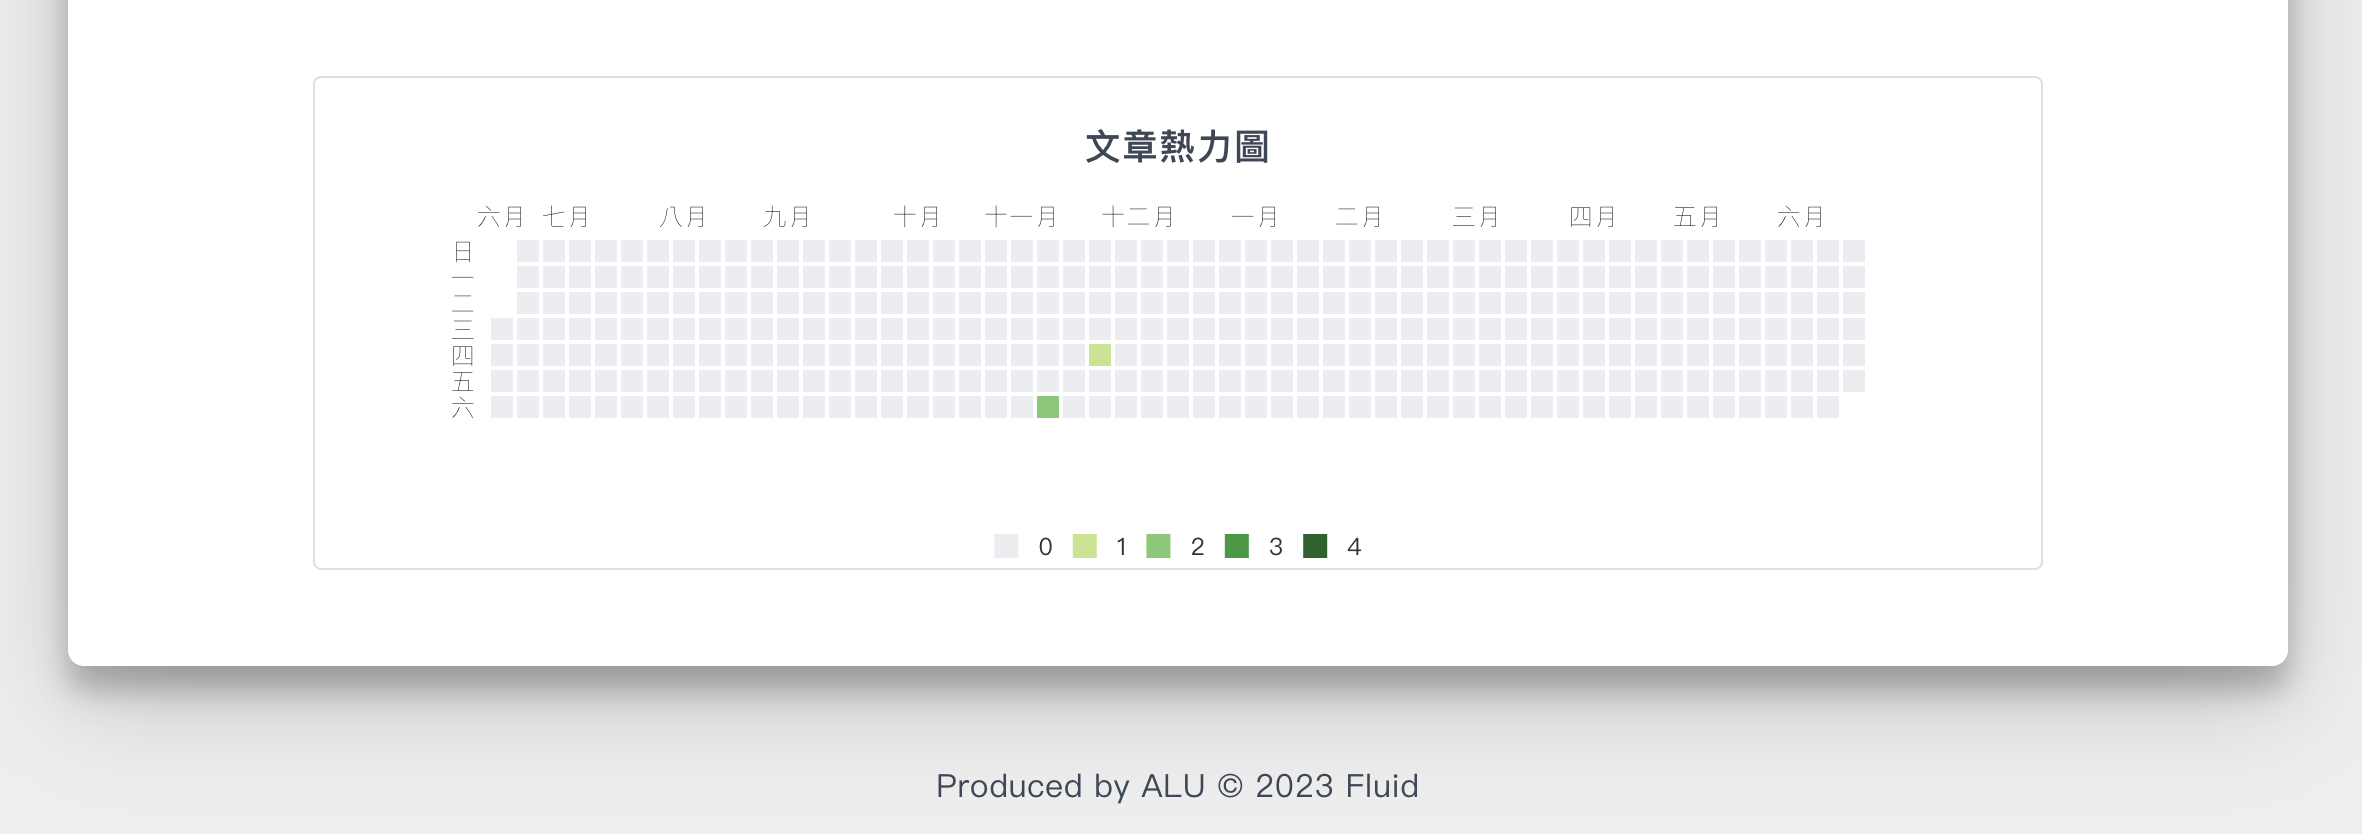 文章熱力圖
六月 七月 八月 九月 十月 十一月 十二月 一月 二月 三月 四月 五月 六月
日
一
二
三
四
五
六
0 1 2 3 4
Produced by ALU © 2023 Fluid